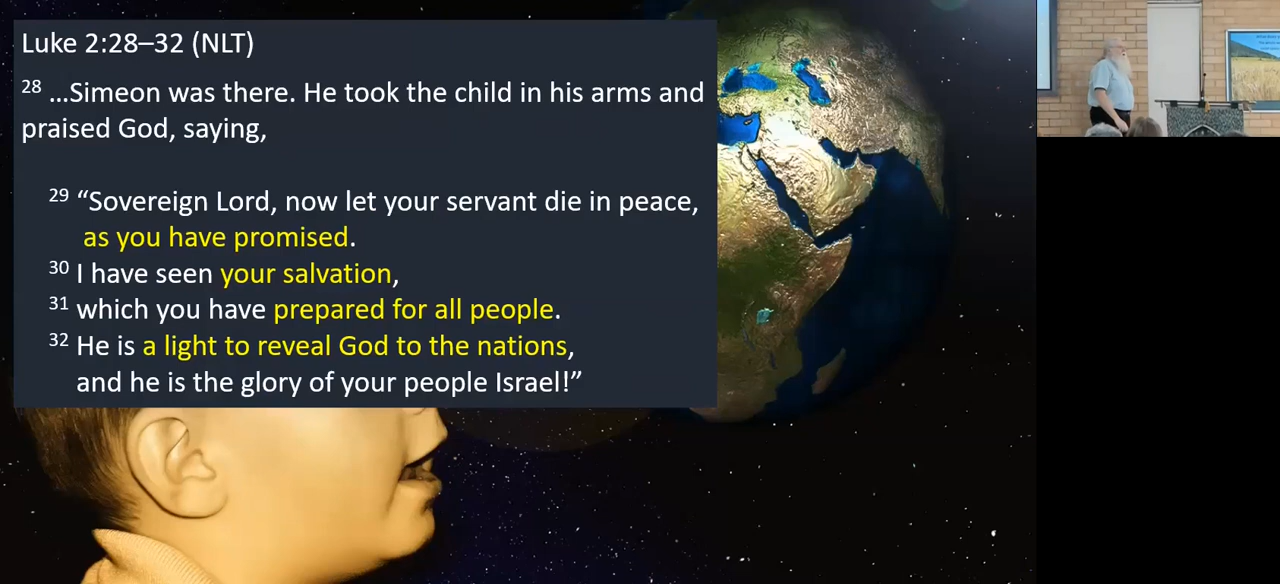 Luke 2:28–32 (NLT)
28 ...Simeon was there. He took the child in his arms and
praised God, saying,
29 “Sovereign Lord, now let your servant die in peace,
as you have promised.
30 I have seen your salvation,
31 which you have prepared for all people.
32 He is a light to reveal God to the nations,
and he is the glory of your people Israel!”